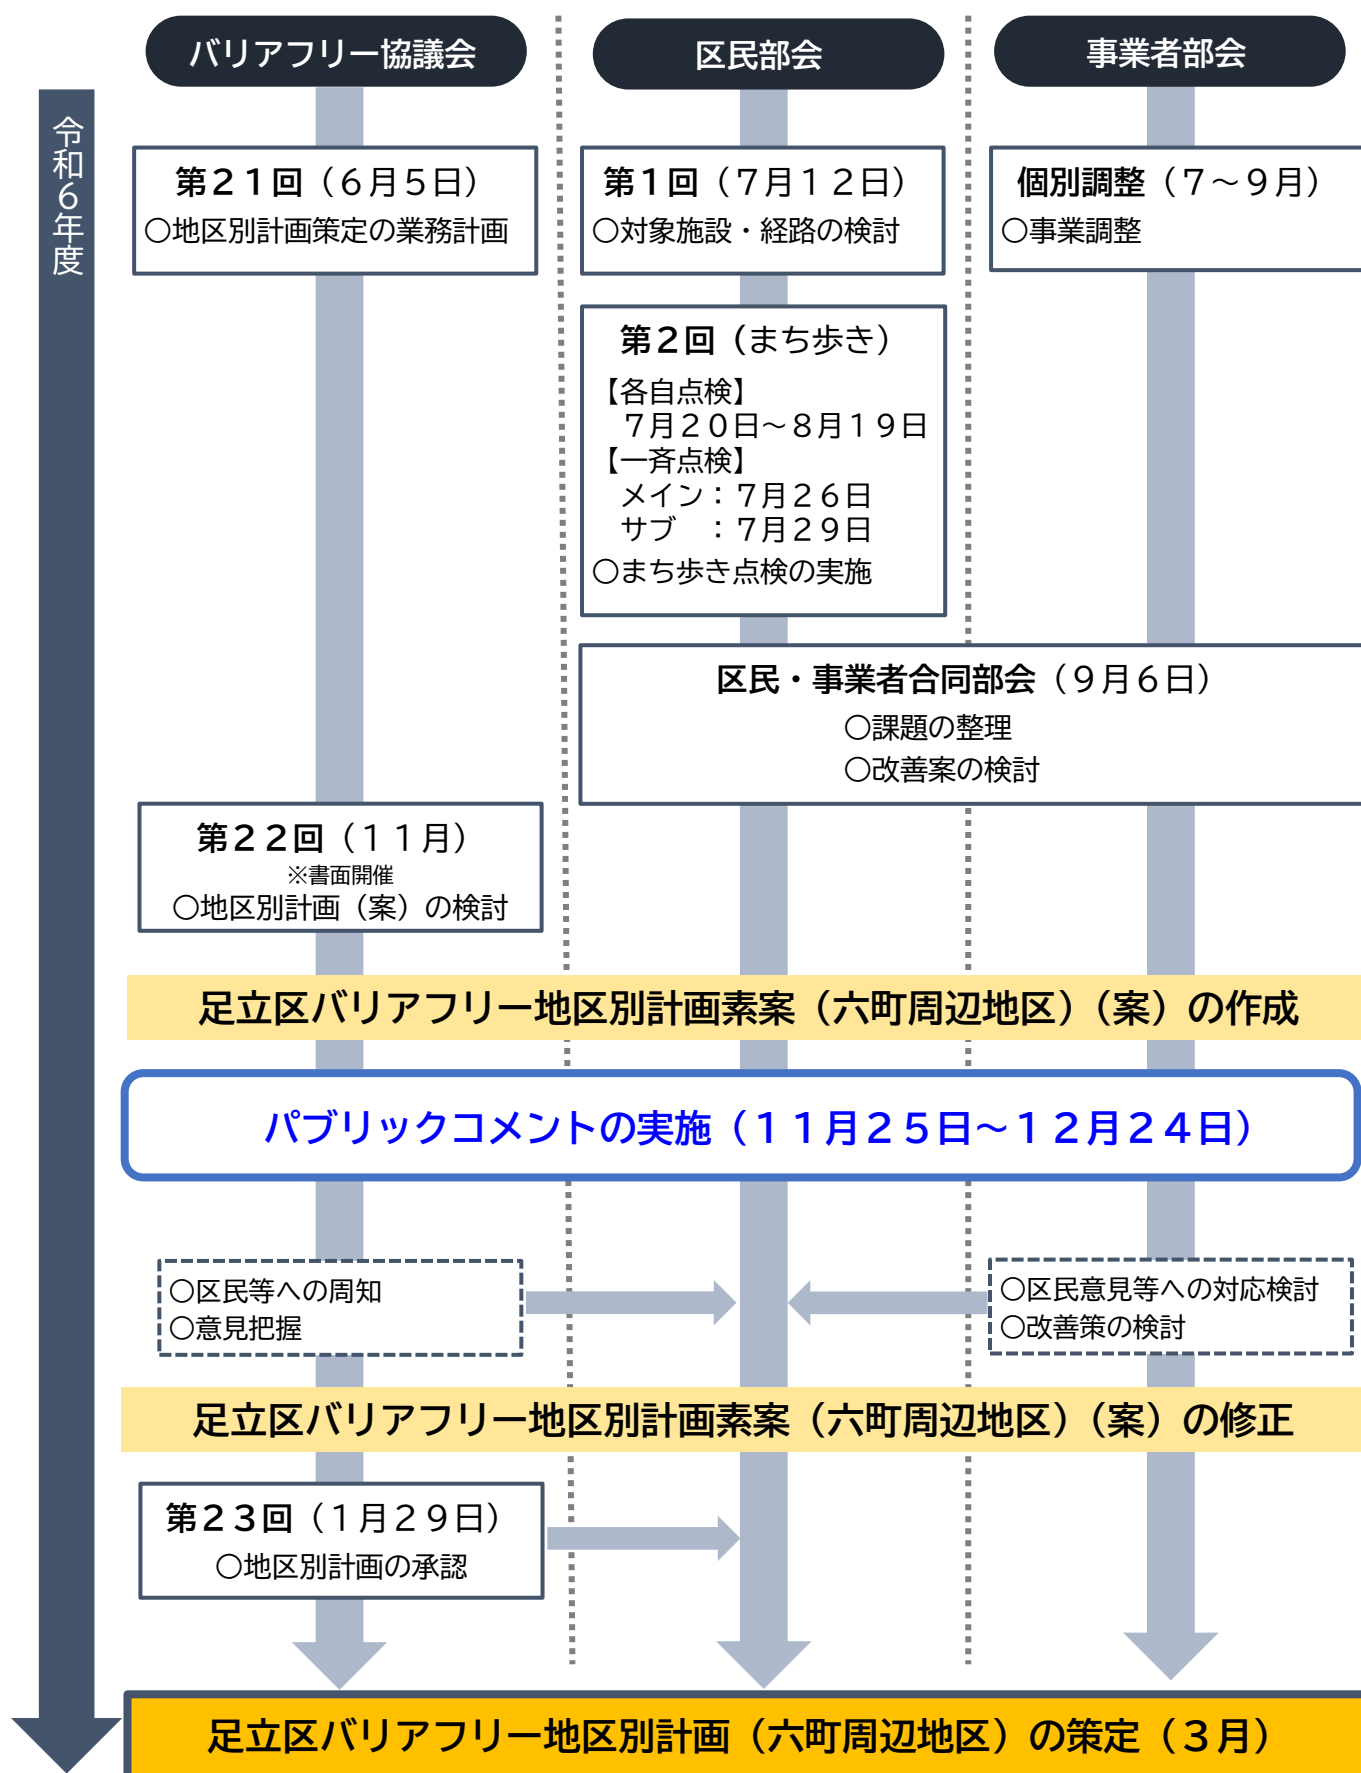 バリアフリー協議会
区民部会
事業者部会
令和6年度
第21回（6月5日）
○地区別計画策定の業務計画
第1回（7月12日）
○対象施設・経路の検討
個別調整（7～9月）
○事業調整
第2回（まち歩き）
【各自点検】
7月20日～8月19日
【一斉点検】
メイン：7月26日
サブ　：7月29日
○まち歩き点検の実施
区民・事業者合同部会（9月6日）
○課題の整理
○改善案の検討
第22回（11月）
※書面開催
○地区別計画（案）の検討
足立区バリアフリー地区別計画素案（六町周辺地区）（案）の作成
パブリックコメントの実施（11月25日～12月24日）
○区民等への周知
○意見把握
○区民意見等への対応検討
○改善策の検討
足立区バリアフリー地区別計画素案（六町周辺地区）（案）の修正
第23回（1月29日）
○地区別計画の承認
足立区バリアフリー地区別計画（六町周辺地区）の策定（3月）